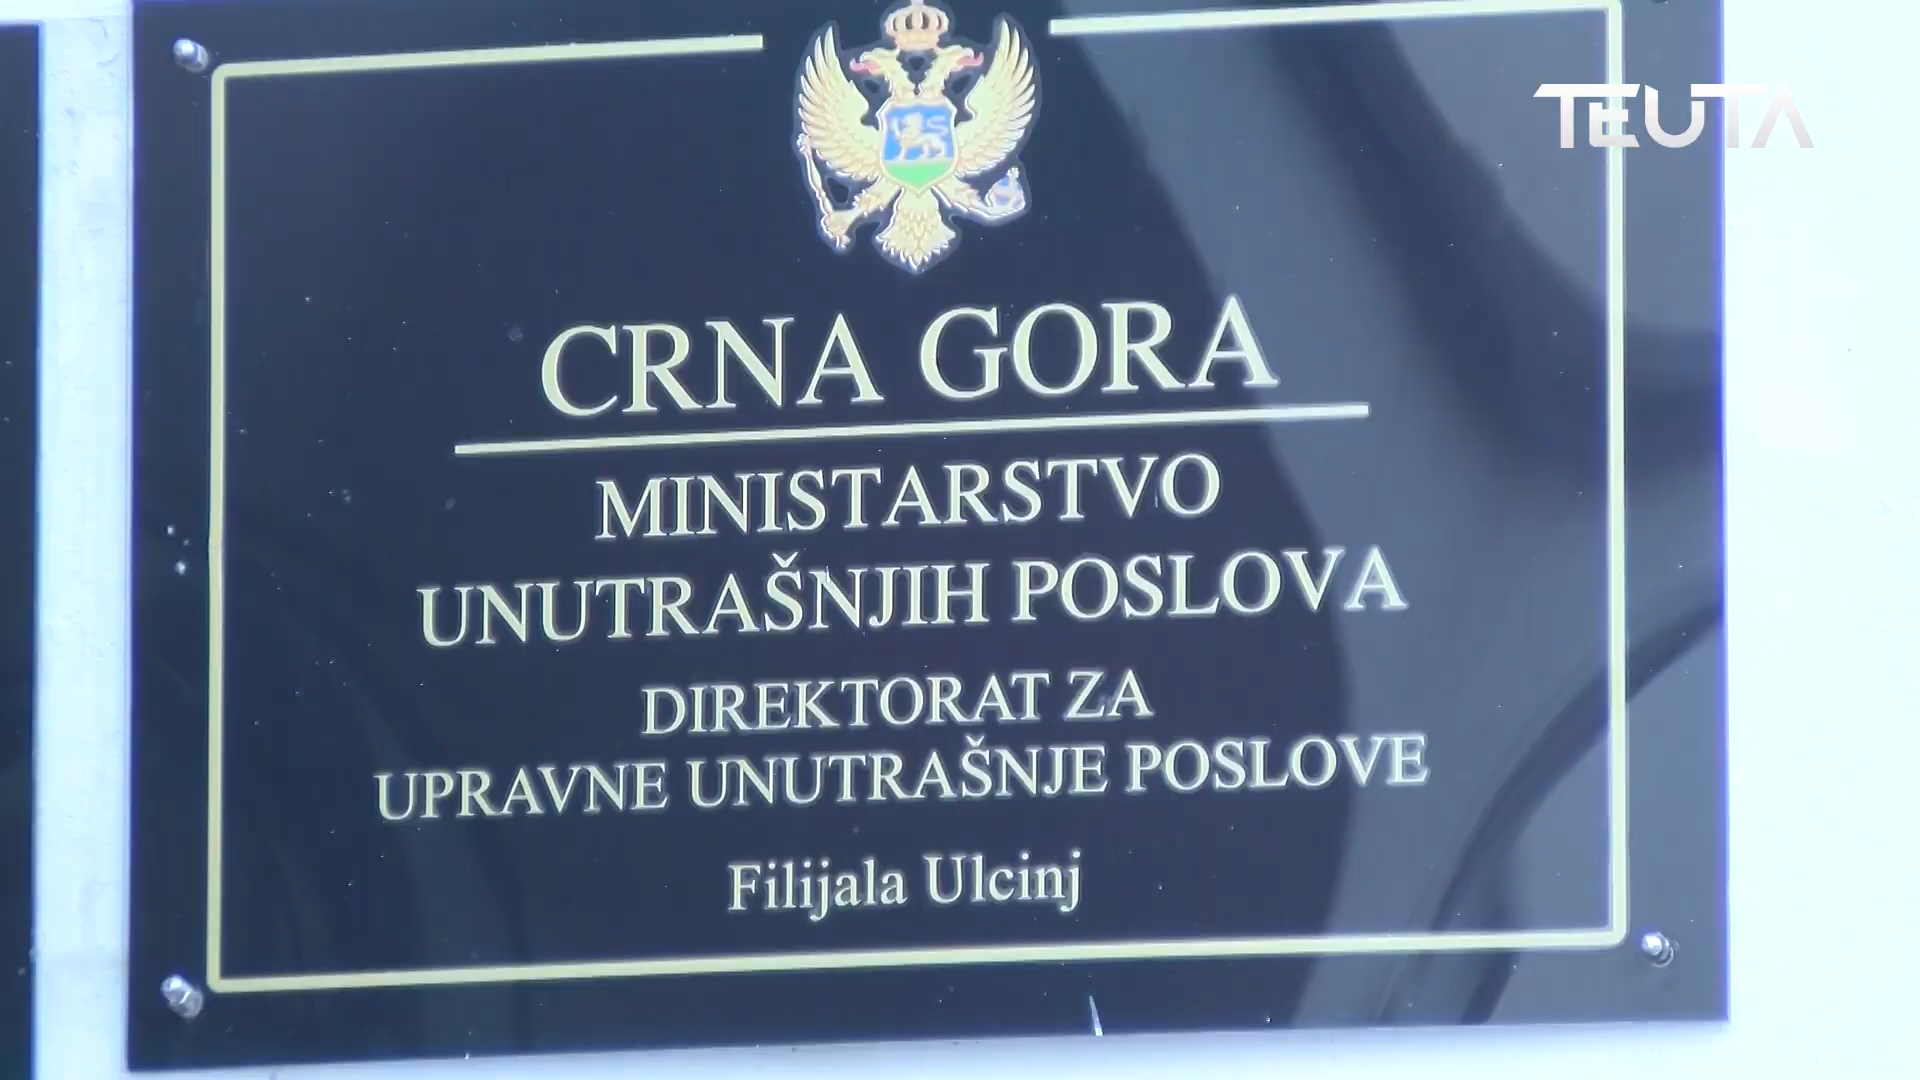 TEUTA
CRNA GORA
MINISTARSTVO
UNUTRAŠNJIH POSLOVA
DIREKTORAT ZA
UPRAVNE UNUTRAŠNJE POSLOVE
Filijala Ulcinj